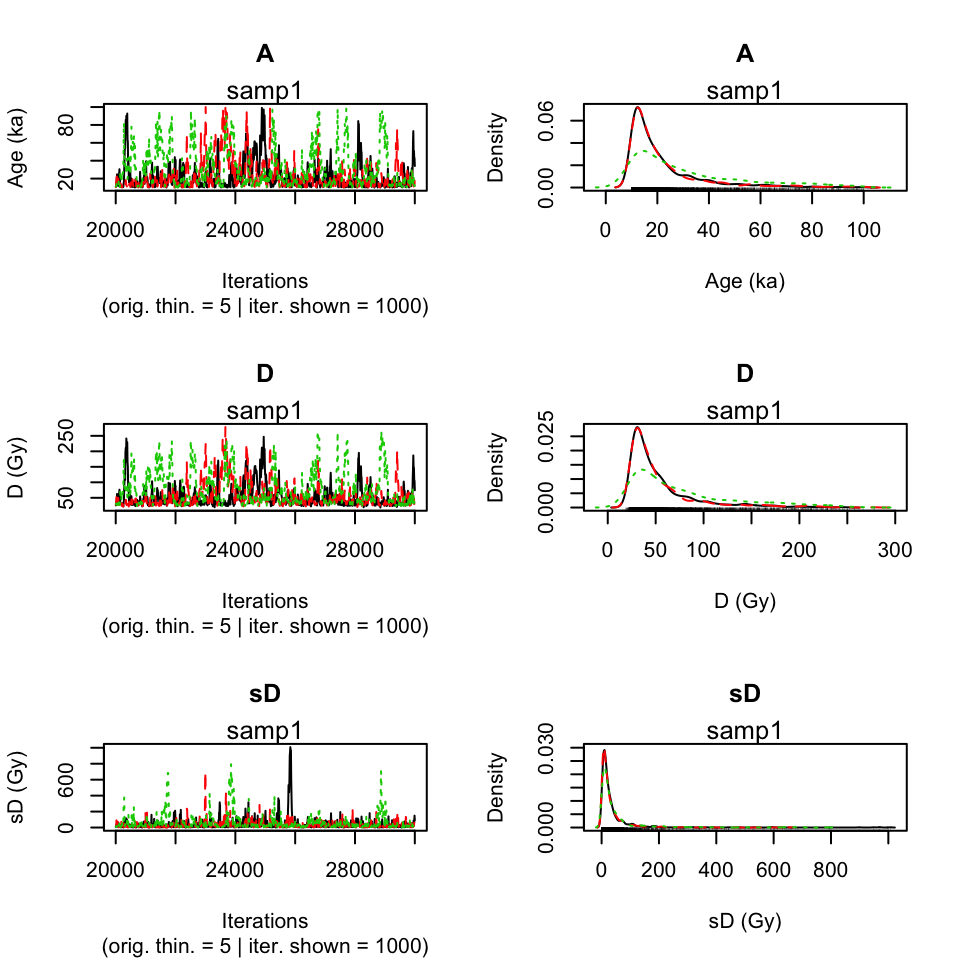 A
samp1
Age (ka)
20 80
20000 24000 28000
Iterations
(orig. thin. = 5 | iter. shown = 1000)
A
samp1
Density
0.00 0.06
0 20 40 60 80 100
Age (ka)
D
samp1
D (Gy)
50 250
20000 24000 28000
Iterations
(orig. thin. = 5 | iter. shown = 1000)
D
samp1
Density
0.000 0.025
0 50 100 200 300
D (Gy)
sD
samp1
sD (Gy)
0 600
20000 24000 28000
Iterations
(orig. thin. = 5 | iter. shown = 1000)
sD
samp1
Density
0.000 0.030
0 200 400 600 800
sD (Gy)